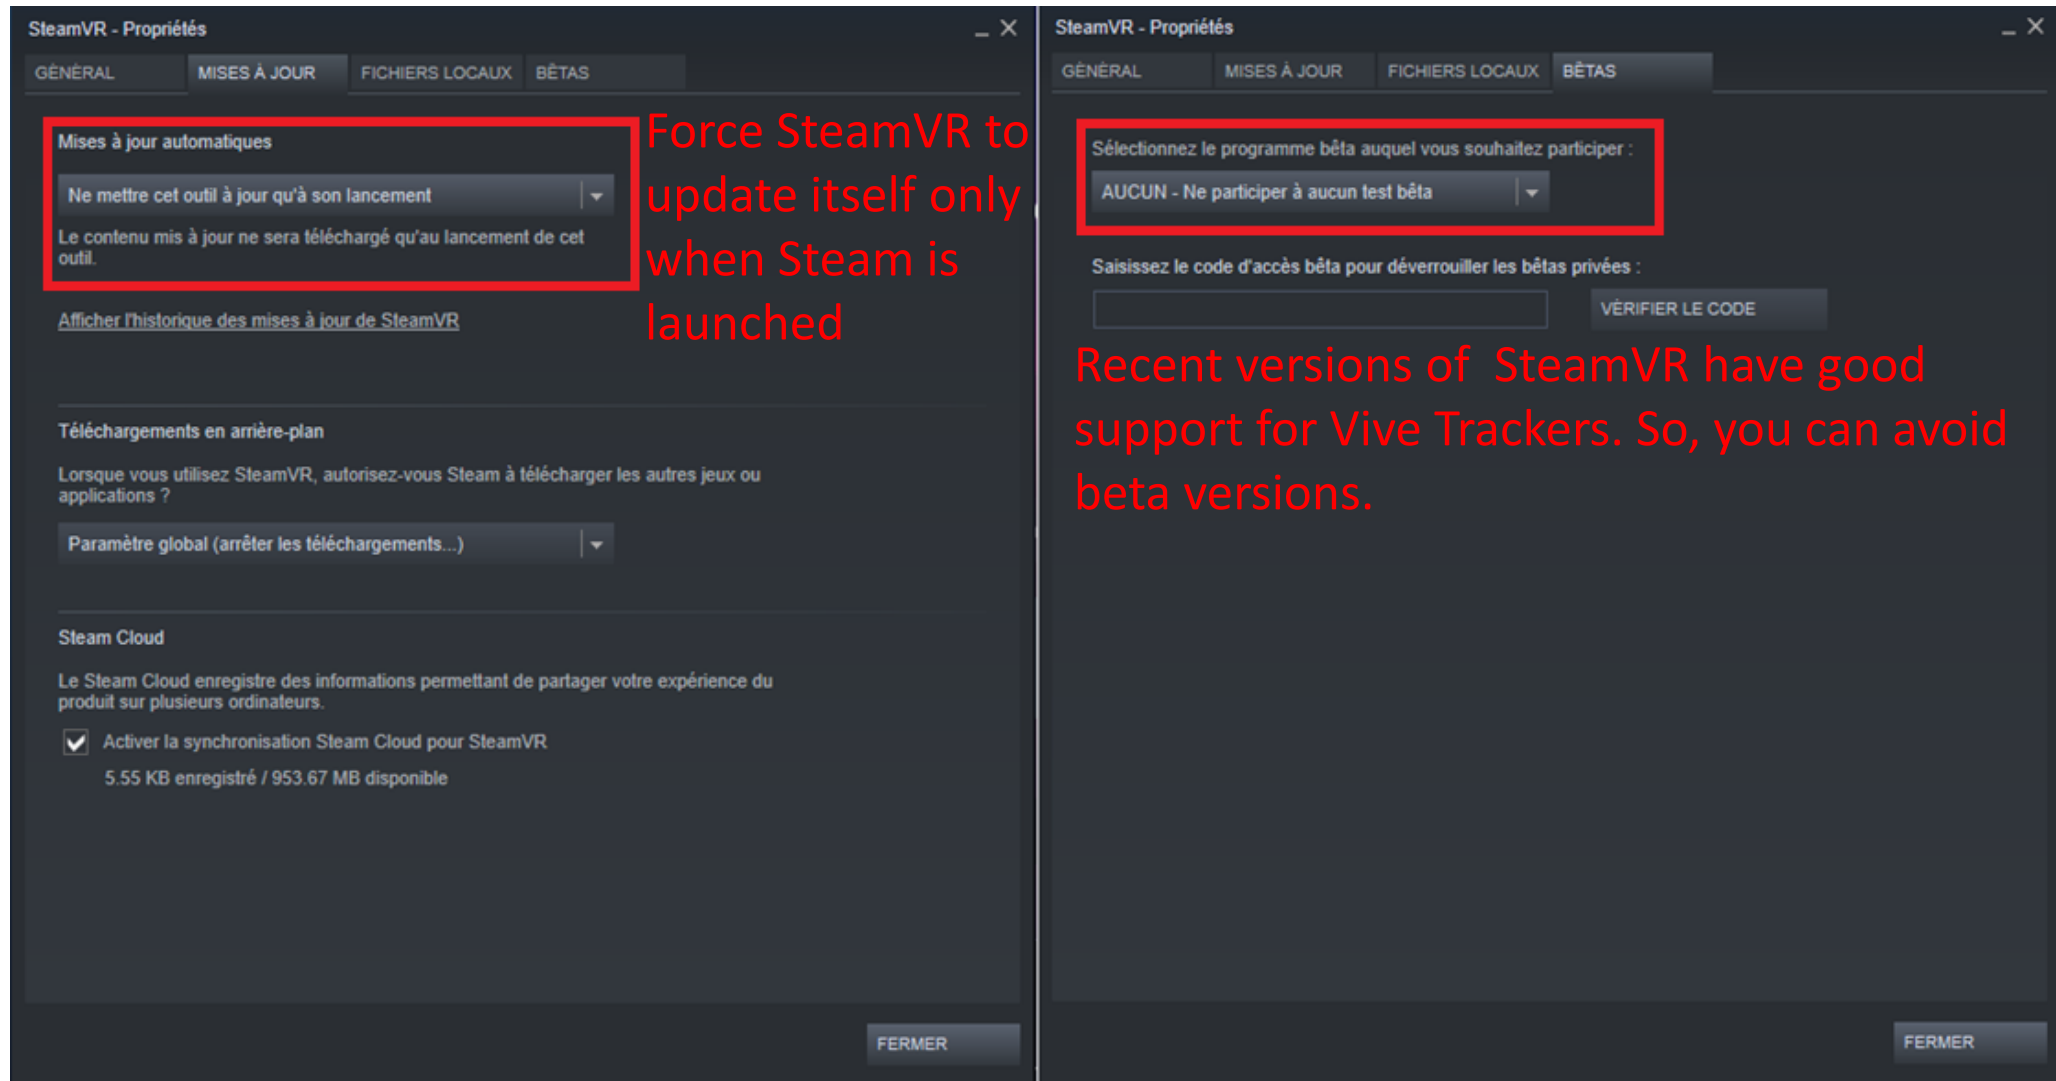 SteamVR - Propriétés
GÉNÉRAL MISES À JOUR FICHIERS LOCAUX BÊTAS
Mises à jour automatiques
Ne mettre cet outil à jour qu'à son lancement
Le contenu mis à jour ne sera téléchargé qu'au lancement de cet
outil.
Afficher l'historique des mises à jour de SteamVR
Force SteamVR to
update itself only
when Steam is
launched
Téléchargements en arrière-plan
Lorsque vous utilisez SteamVR, autorisez-vous Steam à télécharger les autres jeux ou
applications ?
Paramètre global (arrêter les téléchargements...)
Steam Cloud
Le Steam Cloud enregistre des informations permettant de partager votre expérience du
produit sur plusieurs ordinateurs.
Activer la synchronisation Steam Cloud pour SteamVR
5.55 KB enregistré / 953.67 MB disponible
FERMER
SteamVR - Propriétés
GÉNÉRAL MISES À JOUR FICHIERS LOCAUX BÊTAS
Sélectionnez le programme bêta auquel vous souhaitez participer :
AUCUN - Ne participer à aucun test bêta
Saisissez le code d'accès bêta pour déverrouiller les bêtas privées :
VÉRIFIER LE CODE
Recent versions of SteamVR have good
support for Vive Trackers. So, you can avoid
beta versions.
FERMER